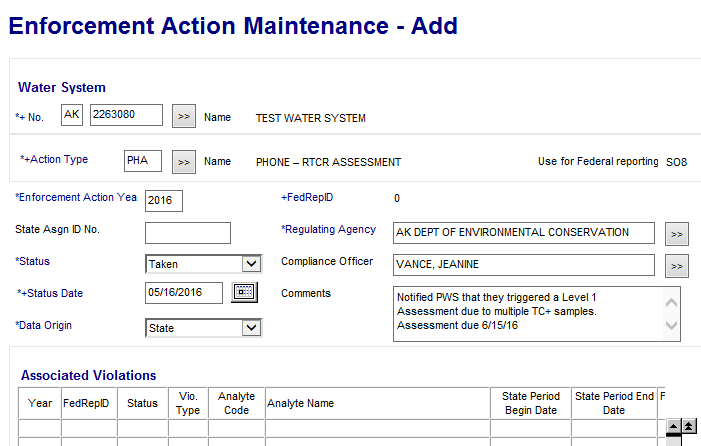 Enforcement Action Maintenance - Add
Water System
*+ No. AK 2263080 >> Name TEST WATER SYSTEM
*+Action Type PHA >> Name PHONE – RTCR ASSESSMENT Use for Federal reporting SO8
*Enforcement Action Yea 2016 +FedRepID 0
State Asgn ID No. *Regulating Agency AK DEPT OF ENVIRONMENTAL CONSERVATION >>
*Status Taken Compliance Officer VANCE, JEANINE >>
*+Status Date 05/16/2016 Comments Notified PWS that they triggered a Level 1
Assessment due to multiple TC+ samples.
*Data Origin State Assessment due 6/15/16
Associated Violations
Year FedRepID Status Vio. Type Analyte Code Analyte Name State Period Begin Date State Period End Date F